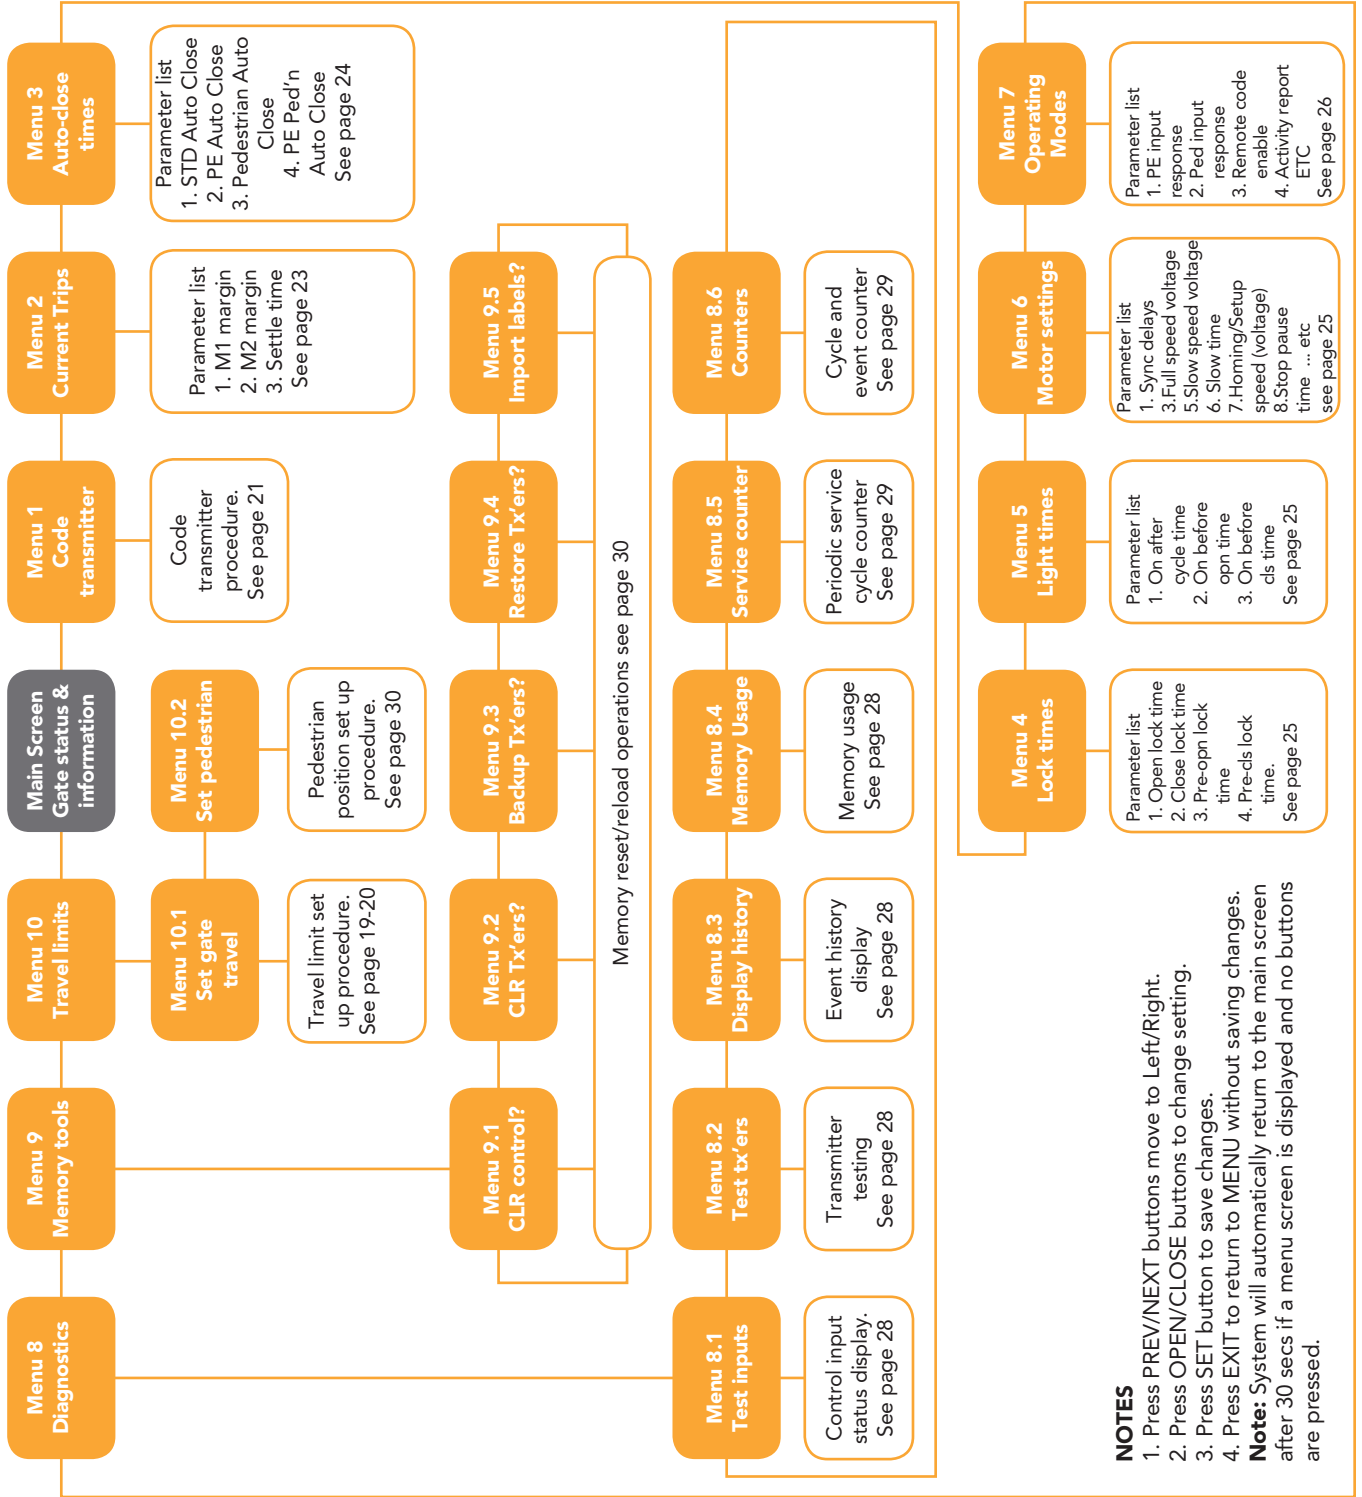 Menu 8
Diagnostics
Menu 9
Memory tools
Menu 10
Travel limits
Main Screen
Gate status &
information
Menu 1
Code
transmitter
Menu 2
Current Trips
Menu 3
Auto-close
times
Menu 10.1
Set gate
travel
Menu 10.2
Set pedestrian
Travel limit set
up procedure.
See page 19-20
Pedestrian
position set up
procedure.
See page 30
Code
transmitter
procedure.
See page 21
Parameter list
1. M1 margin
2. M2 margin
3. Settle time
See page 23
Parameter list
1. STD Auto Close
2. PE Auto Close
3. Pedestrian Auto
Close
4. PE Ped'n
Auto Close
See page 24
Menu 9.1
CLR control?
Menu 9.2
CLR Tx'ers?
Menu 9.3
Backup Tx'ers?
Menu 9.4
Restore Tx'ers?
Menu 9.5
Import labels?
Memory reset/reload operations see page 30
Menu 8.1
Test inputs
Menu 8.2
Test tx'ers
Menu 8.3
Display history
Menu 8.4
Memory Usage
Menu 8.5
Service counter
Menu 8.6
Counters
Control input
status display.
See page 28
Transmitter
testing
See page 28
Event history
display
See page 28
Memory usage
See page 28
Periodic service
cycle counter
See page 29
Cycle and
event counter
See page 29
Menu 4
Lock times
Menu 5
Light times
Menu 6
Motor settings
Menu 7
Operating
Modes
Parameter list
1. Open lock time
2. Close lock time
3. Pre-opn lock
time
4. Pre-cls lock
time.
See page 25
Parameter list
1. On after
cycle time
2. On before
opn time
3. On before
cls time
See page 25
Parameter list
1. Sync delays
3.Full speed voltage
5.Slow speed voltage
6. Slow time
7.Homing/Setup
speed (voltage)
8.Stop pause
time ... etc
see page 25
Parameter list
1. PE input
response
2. Ped input
response
3. Remote code
enable
4. Activity report
ETC
See page 26
NOTES
1. Press PREV/NEXT buttons move to Left/Right.
2. Press OPEN/CLOSE buttons to change setting.
3. Press SET button to save changes.
4. Press EXIT to return to MENU without saving changes.
Note: System will automatically return to the main screen
after 30 secs if a menu screen is displayed and no buttons
are pressed.